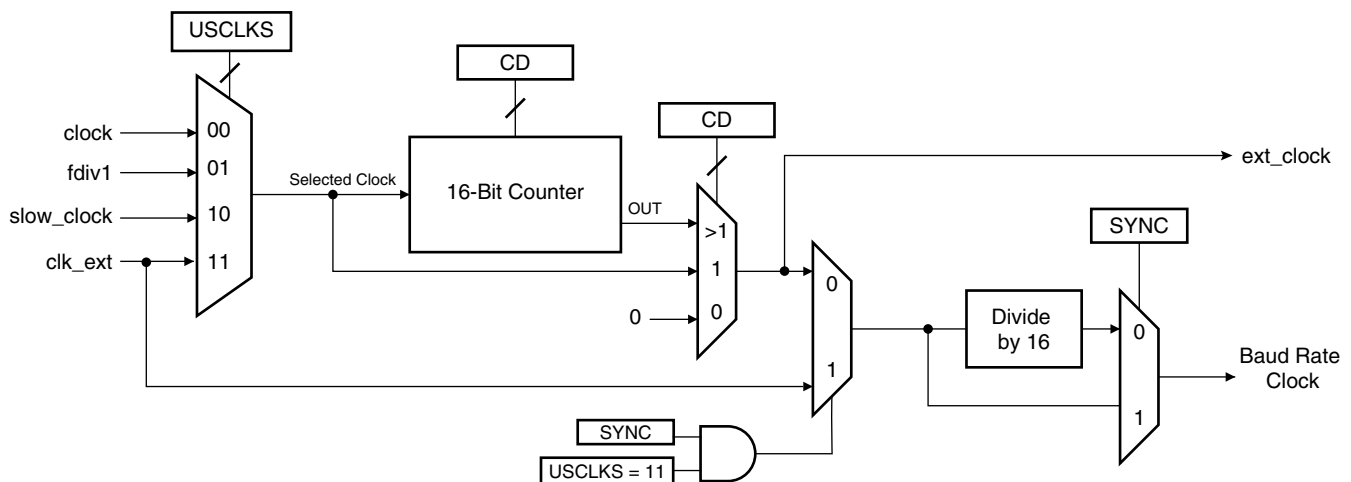 USCLKS
CD
CD
clock
00
fdiv1
01
slow_clock
10
clk_ext
11
Selected Clock
16-Bit Counter
OUT
>1
1
0
0
ext_clock
0
1
SYNC
Divide
by 16
0
1
Baud Rate
Clock
SYNC
USCLKS = 11